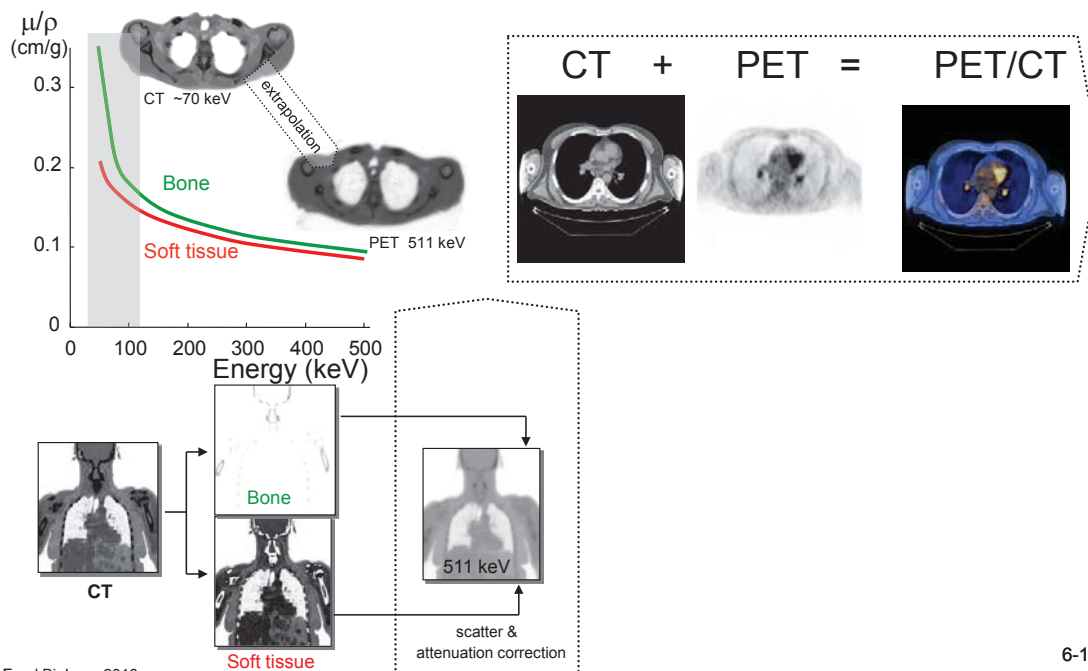 μ/ρ
(cm/g)
0.3
0.2
0.1
0
0 100 200 300 400 500
Energy (keV)
CT ~70 keV
extrapolation
Bone
Soft tissue
PET 511 keV
CT + PET = PET/CT
CT
Bone
Soft tissue
511 keV
scatter &
attenuation correction
2010
6-1